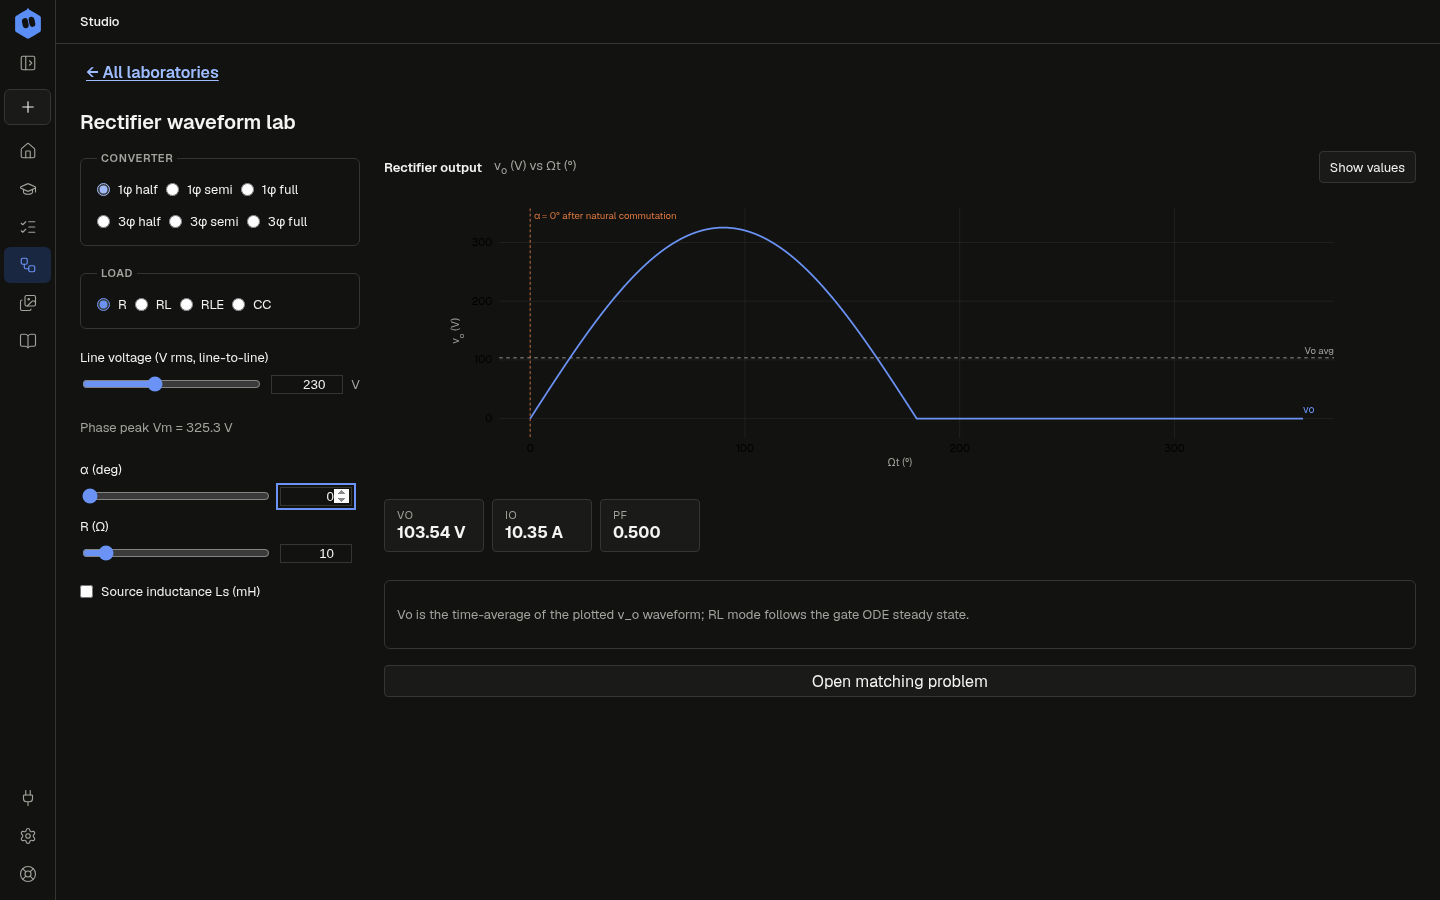 Studio
← All laboratories
Rectifier waveform lab
CONVERTER
1φ half 1φ semi 1φ full
3φ half 3φ semi 3φ full
LOAD
R RL RLE CC
Line voltage (V rms, line-to-line)
230 V
Phase peak Vm = 325.3 V
α (deg)
0
R (Ω)
10
Source inductance Ls (mH)
Rectifier output vo (V) vs Ωt (°)
Show values
α = 0° after natural commutation
300
200
100
0
vo (V)
Vo avg
vo
0 100 200 300
Ωt (°)
VO
103.54 V
IO
10.35 A
PF
0.500
Vo is the time-average of the plotted v_o waveform; RL mode follows the gate ODE steady state.
Open matching problem